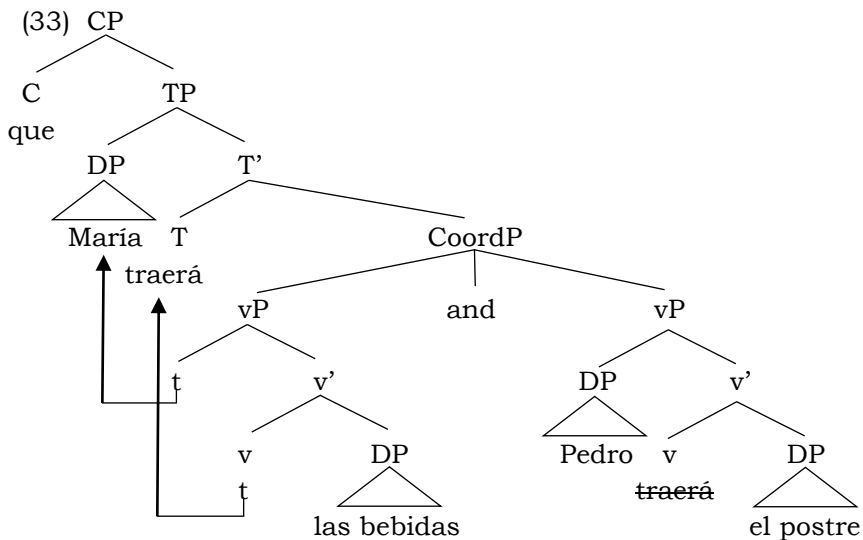 (33) CP
C TP
que
DP T’
María T CoordP
traerá
vP and vP
t v’ DP v’
v DP Pedro v DP
t traerá
las bebidas el postre